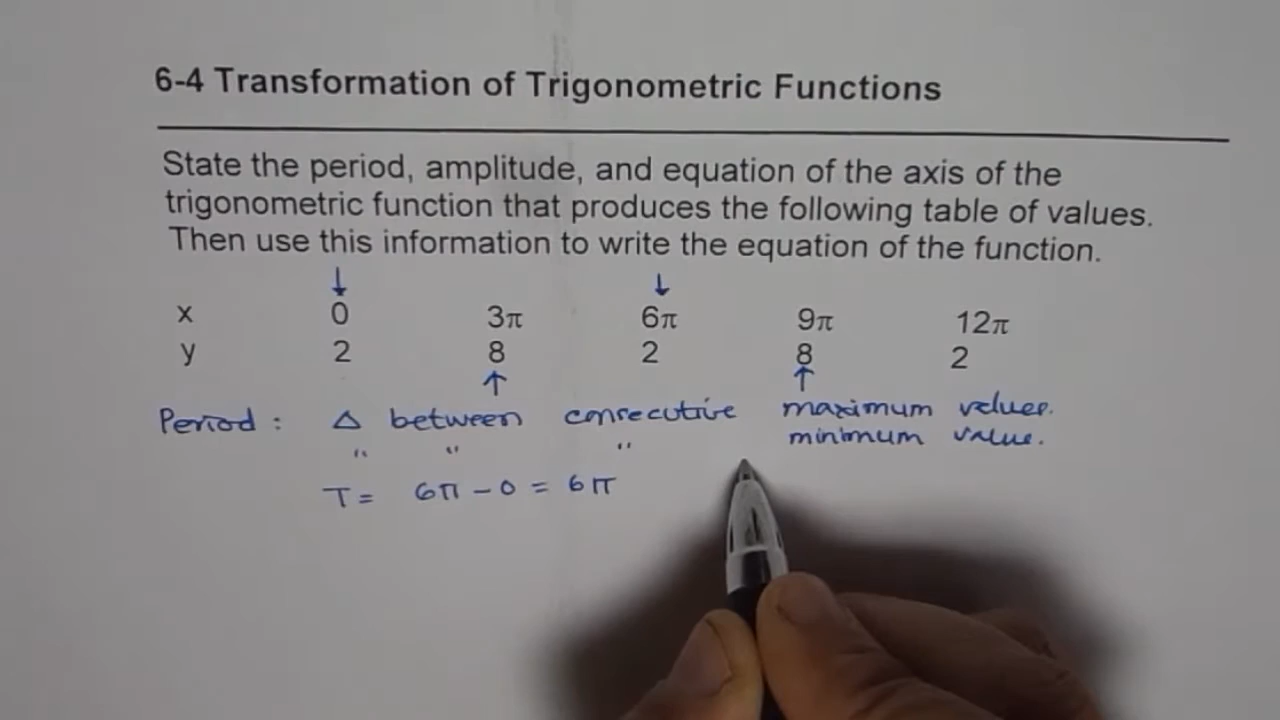 6-4 Transformation of Trigonometric Functions
State the period, amplitude, and equation of the axis of the
trigonometric function that produces the following table of values.
Then use this information to write the equation of the function.
↓ ↓
x 0 3π 6π 9π 12π
y 2 8 2 8 2
↑ ↑
Period : Δ between consecutive maximum values.
" " " minimum value.
T = 6π - 0 = 6π